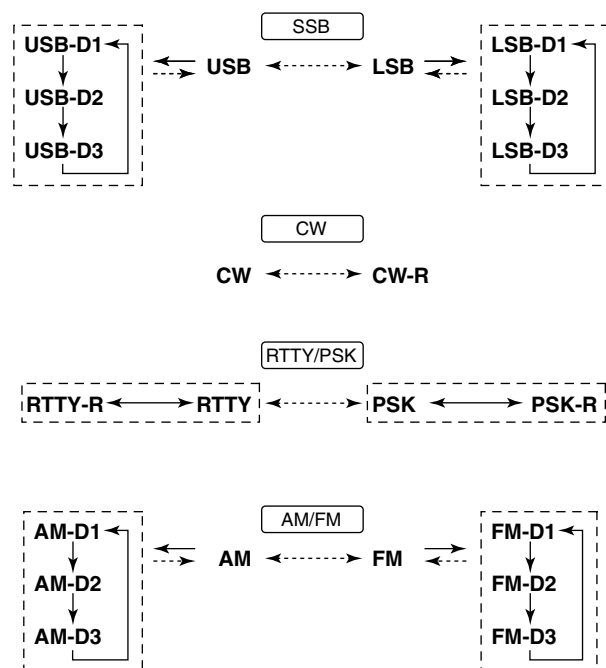 SSB
USB-D1 USB LSB LSB-D1
USB-D2 LSB-D2
USB-D3 LSB-D3
CW
CW CW-R
RTTY/PSK
RTTY-R RTTY PSK PSK-R
AM/FM
AM-D1 AM FM FM-D1
AM-D2 FM-D2
AM-D3 FM-D3